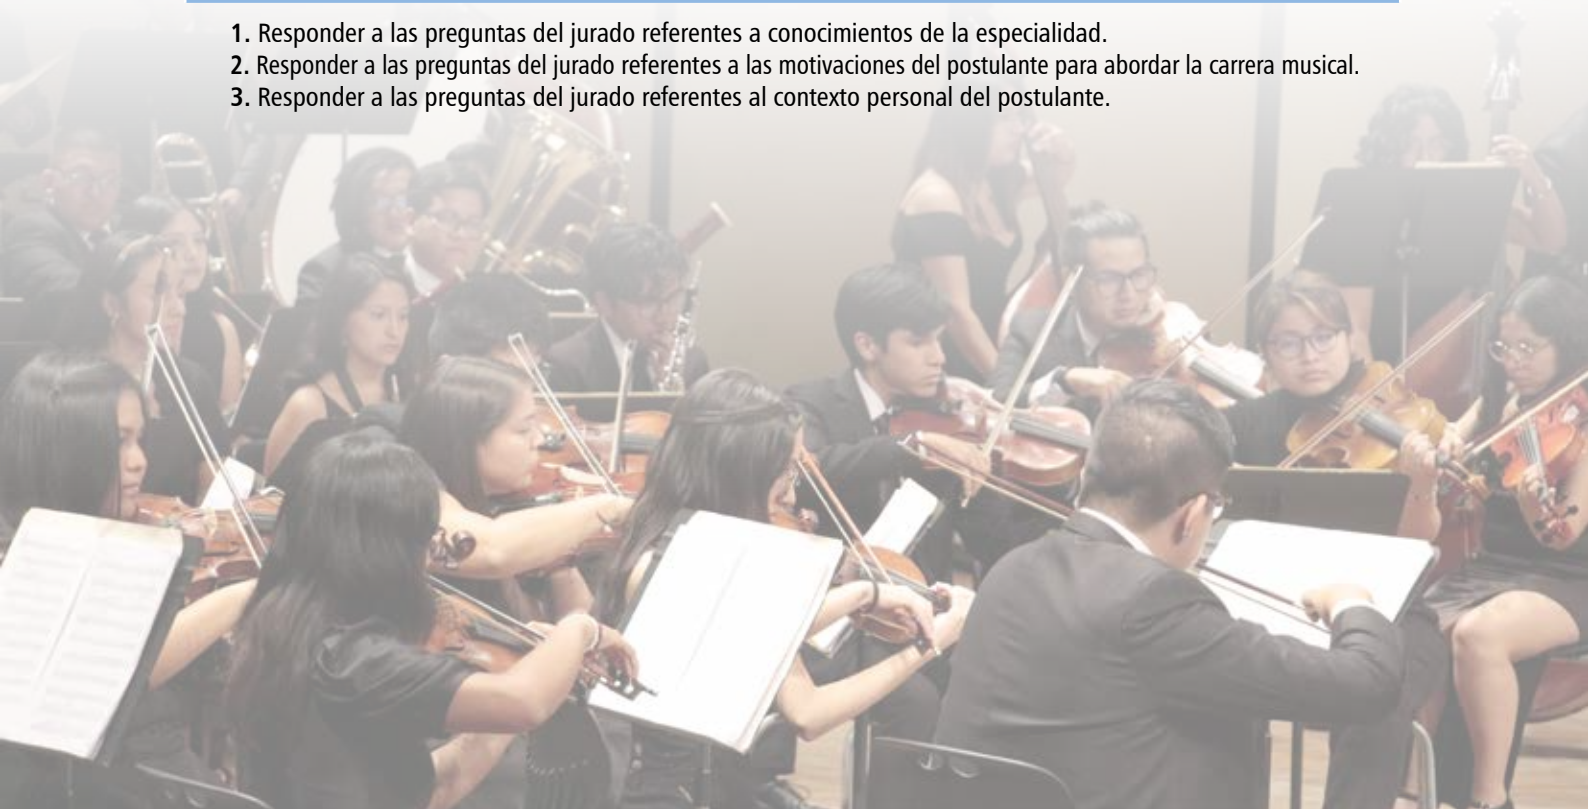 1. Responder a las preguntas del jurado referentes a conocimientos de la especialidad.
2. Responder a las preguntas del jurado referentes a las motivaciones del postulante para abordar la carrera musical.
3. Responder a las preguntas del jurado referentes al contexto personal del postulante.